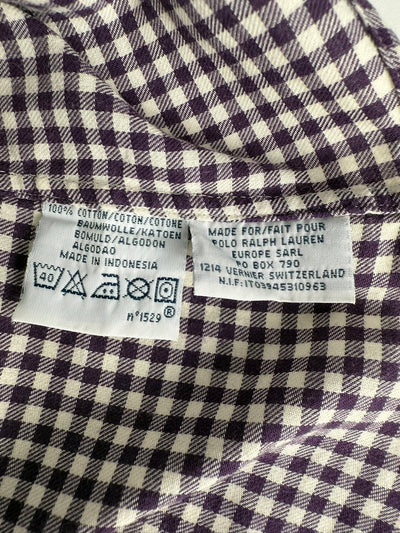 100% COTTON/COTON/COTONE
BAUMWOLLE/KATOEN
BOMULD/ALGODON
ALGODAO
MADE IN INDONESIA
40
nº1529®
MADE FOR/FAIT POUR
POLO RALPH LAUREN
EUROPE SARL
PO BOX 790
1214 VERNIER SWITZERLAND
N.I.F:IT03945310963